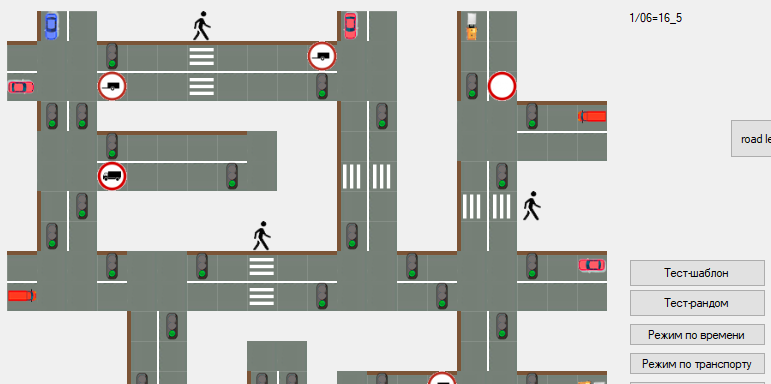 1/06=16_5
road le
Тест-шаблон
Тест-рандом
Режим по времени
Режим по транспорту